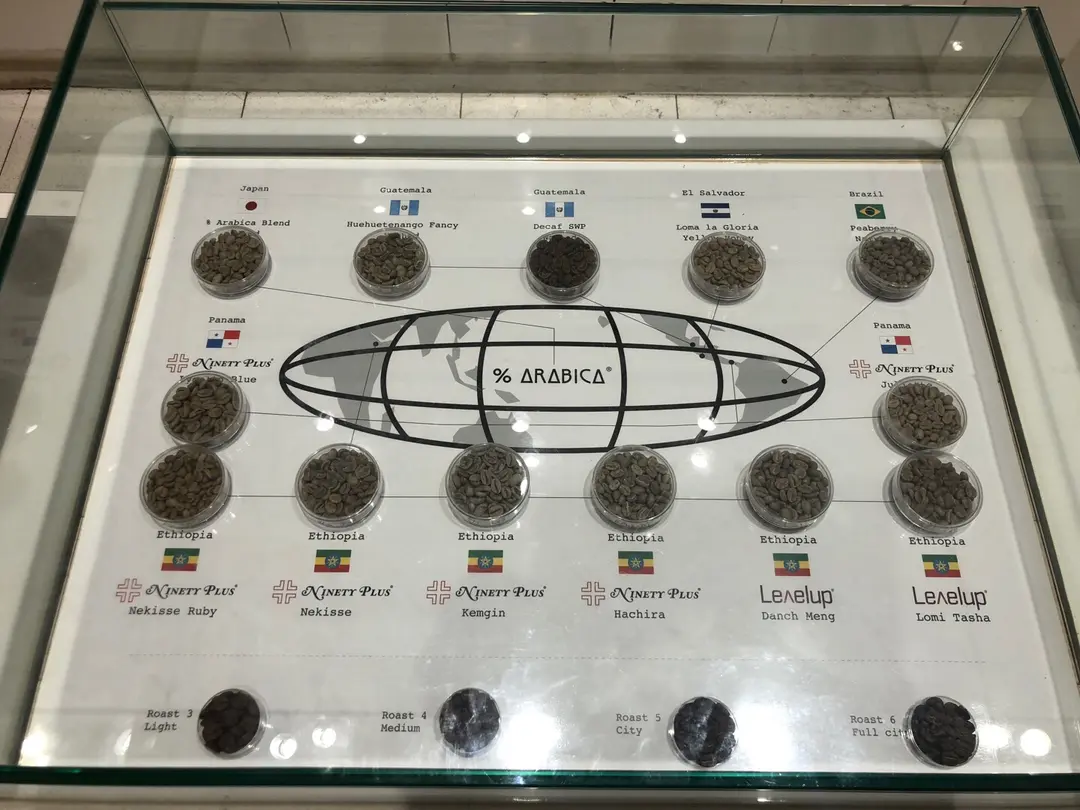 Japan
% Arabica Blend
Guatemala
Huehuetenango Fancy
Guatemala
Decaf SWP
El Salvador
Loma la Gloria
Brazil
Panama
NINETY PLUS®
Blue
Panama
NINETY PLUS®
% ARABICA®
Ethiopia
NINETY PLUS®
Nekisse Ruby
Ethiopia
NINETY PLUS®
Nekisse
Ethiopia
NINETY PLUS®
Kemgin
Ethiopia
NINETY PLUS®
Hachira
Ethiopia
Levelup®
Danch Meng
Ethiopia
Levelup®
Lomi Tasha
Roast 3
Light
Roast 4
Medium
Roast 5
City
Roast 6
Full city